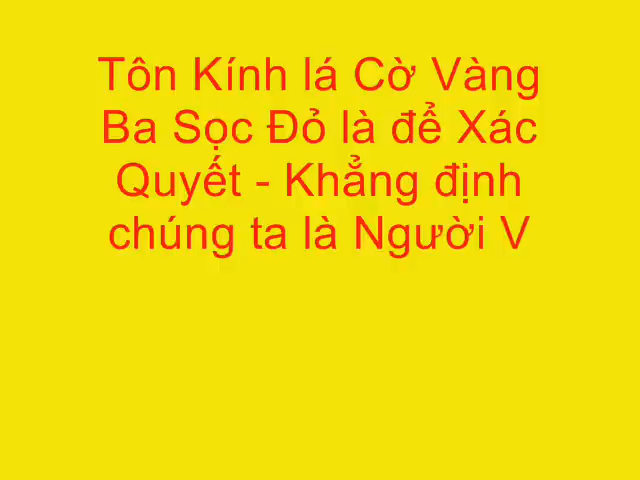 Tôn Kính lá Cờ Vàng
Ba Sọc Đỏ là để Xác
Quyết - Khẳng định
chúng ta là Người V